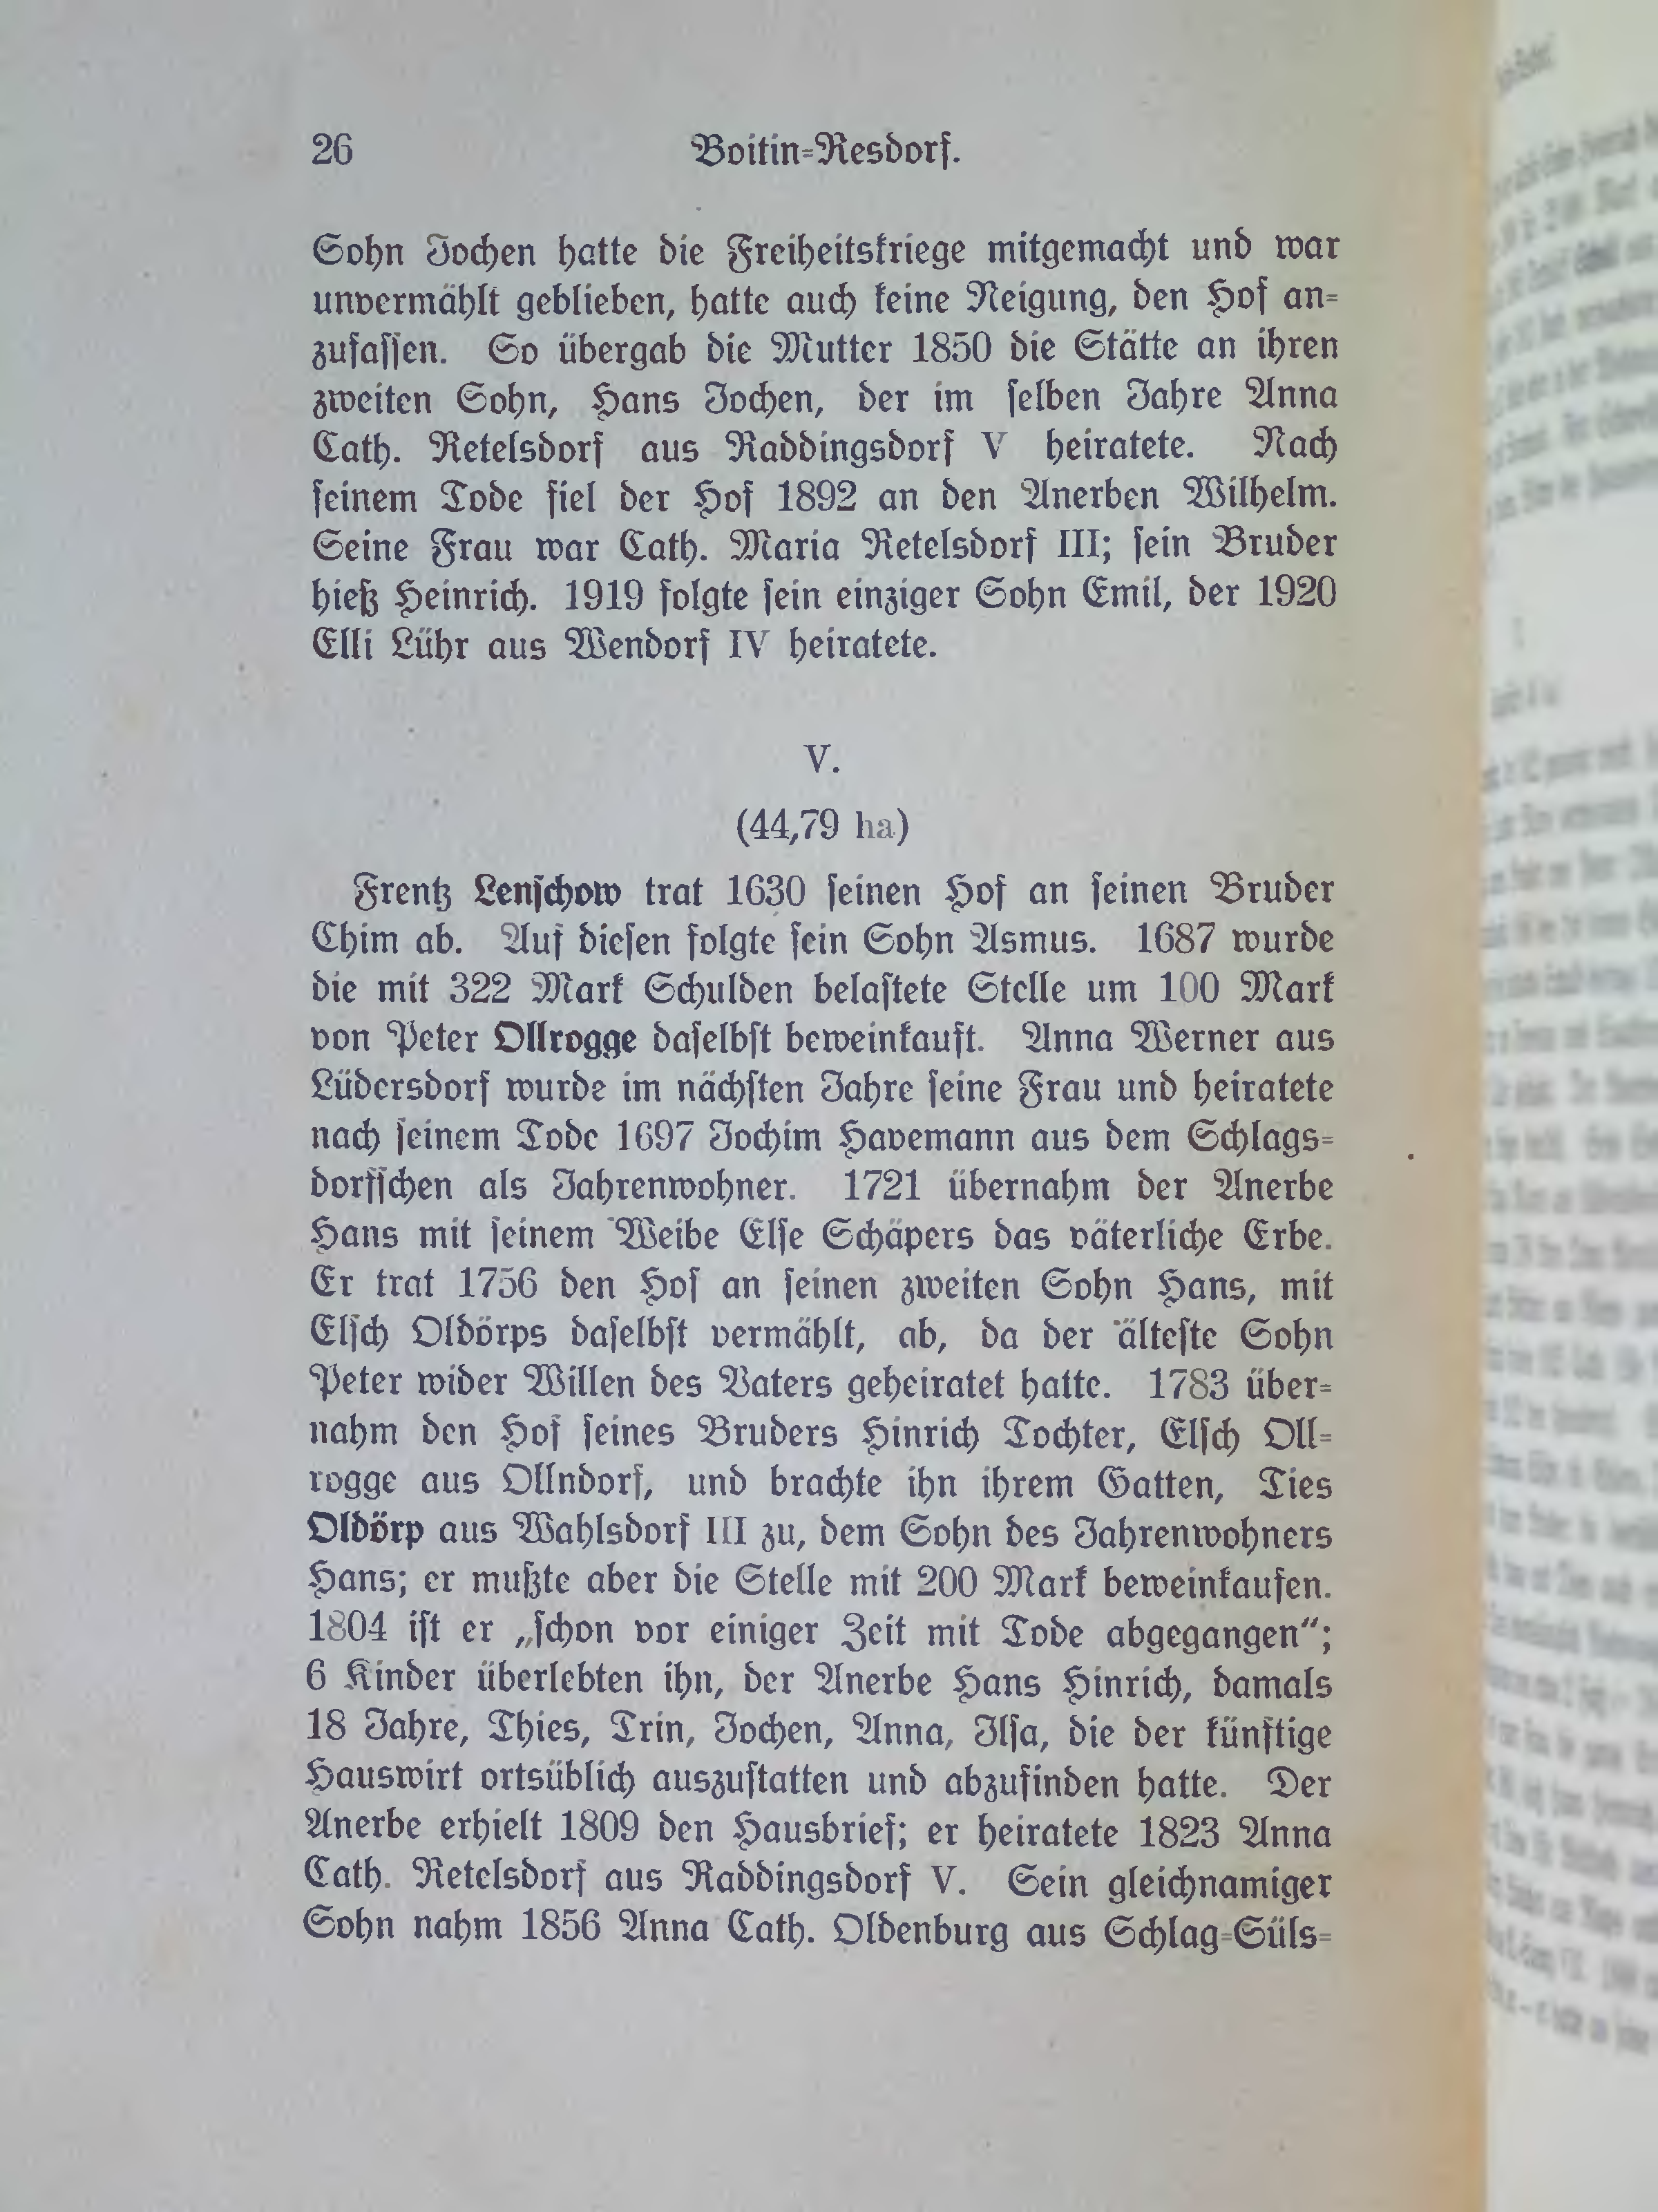 26 Boitin-Resdorf.
Sohn Jochen hatte die Freiheitskriege mitgemacht und war
unvermählt geblieben, hatte auch keine Neigung, den Hof an-
zufassen. So übergab die Mutter 1850 die Stätte an ihren
zweiten Sohn, Hans Jochen, der im selben Jahre Anna
Cath. Retelsdorf aus Raddingsdorf V heiratete. Nach
seinem Tode fiel der Hof 1892 an den Anerben Wilhelm.
Seine Frau war Cath. Maria Retelsdorf III; sein Bruder
hieß Heinrich. 1919 folgte sein einziger Sohn Emil, der 1920
Elli Lühr aus Wendorf IV heiratete.
V.
(44,79 ha)
Frentz Lenschow trat 1630 seinen Hof an seinen Bruder
Chim ab. Auf diesen folgte sein Sohn Asmus. 1687 wurde
die mit 322 Mark Schulden belastete Stelle um 100 Mark
von Peter Ollrogge daselbst beweinkauft. Anna Werner aus
Lüdersdorf wurde im nächsten Jahre seine Frau und heiratete
nach seinem Tode 1697 Jochim Havemann aus dem Schlags-
dorfschen als Jahrenwohner. 1721 übernahm der Anerbe
Hans mit seinem Weibe Else Schäpers das väterliche Erbe.
Er trat 1756 den Hof an seinen zweiten Sohn Hans, mit
Elsch Oldörps daselbst vermählt, ab, da der älteste Sohn
Peter wider Willen des Vaters geheiratet hatte. 1783 über-
nahm den Hof seines Bruders Hinrich Tochter, Elsch Oll-
rogge aus Ollndorf, und brachte ihn ihrem Gatten, Ties
Oldörp aus Wahlsdorf III zu, dem Sohn des Jahrenwohners
Hans; er mußte aber die Stelle mit 200 Mark beweinkaufen.
1804 ist er „schon vor einiger Zeit mit Tode abgegangen“;
6 Kinder überlebten ihn, der Anerbe Hans Hinrich, damals
18 Jahre, Thies, Trin, Jochen, Anna, Ilsa, die der künftige
Hauswirt ortsüblich auszustatten und abzufinden hatte. Der
Anerbe erhielt 1809 den Hausbrief; er heiratete 1823 Anna
Cath. Retelsdorf aus Raddingsdorf V. Sein gleichnamiger
Sohn nahm 1856 Anna Cath. Oldenburg aus Schlag-Süls-